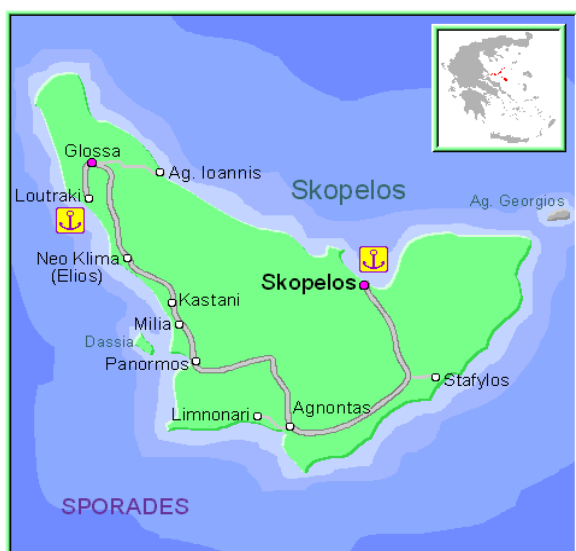 Glossa
Ag. Ioannis
Skopelos
Loutraki
Ag. Georgios
Neo Klima
(Elios)
Skopelos
Kastani
Milia
Dassia
Panormos
Stafylos
Limnonari
Agnontas
SPORADES